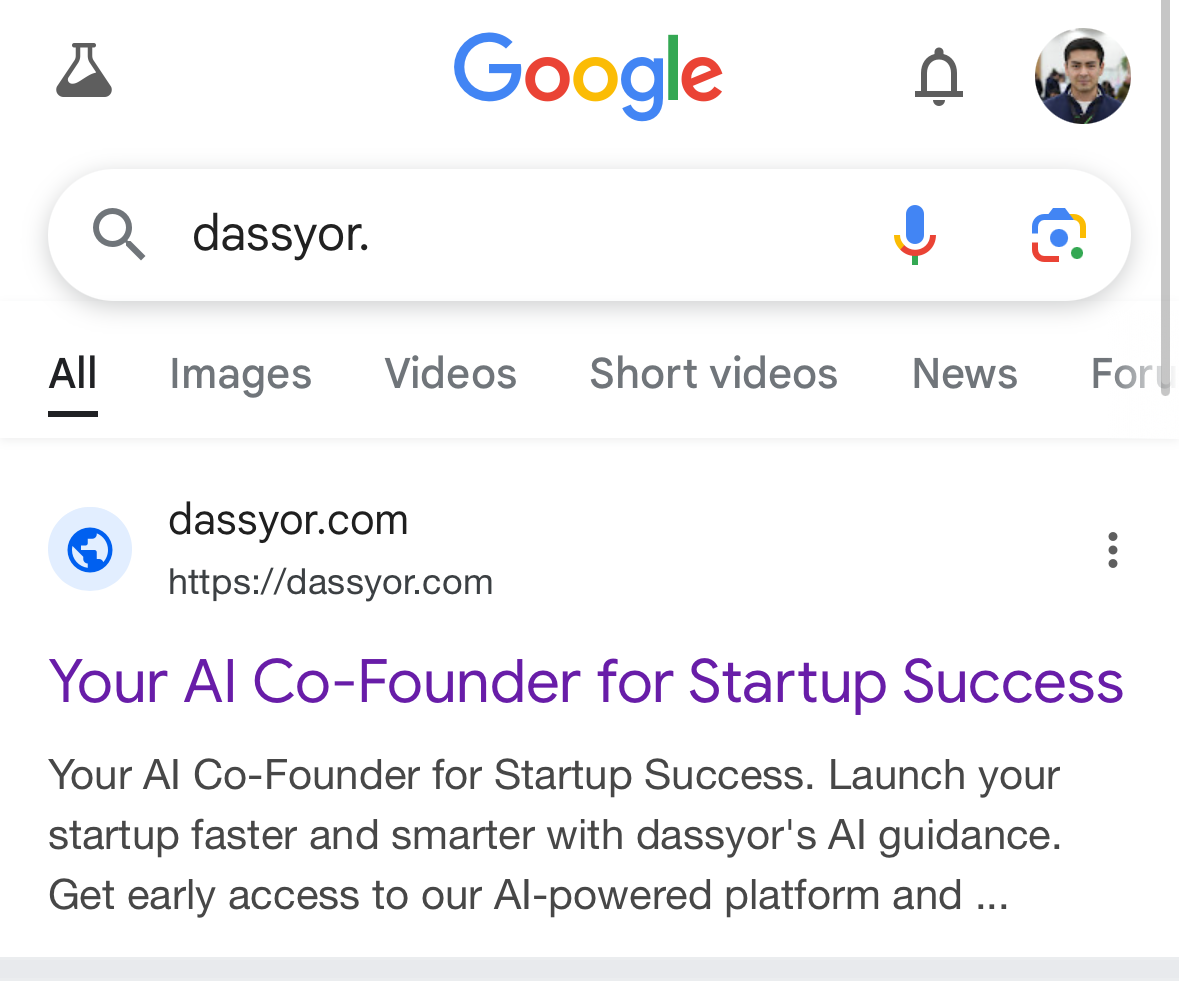 Google
dassyor.
All Images Videos Short videos News Foru
dassyor.com
https://dassyor.com
Your AI Co-Founder for Startup Success
Your AI Co-Founder for Startup Success. Launch your
startup faster and smarter with dassyor's AI guidance.
Get early access to our AI-powered platform and ...